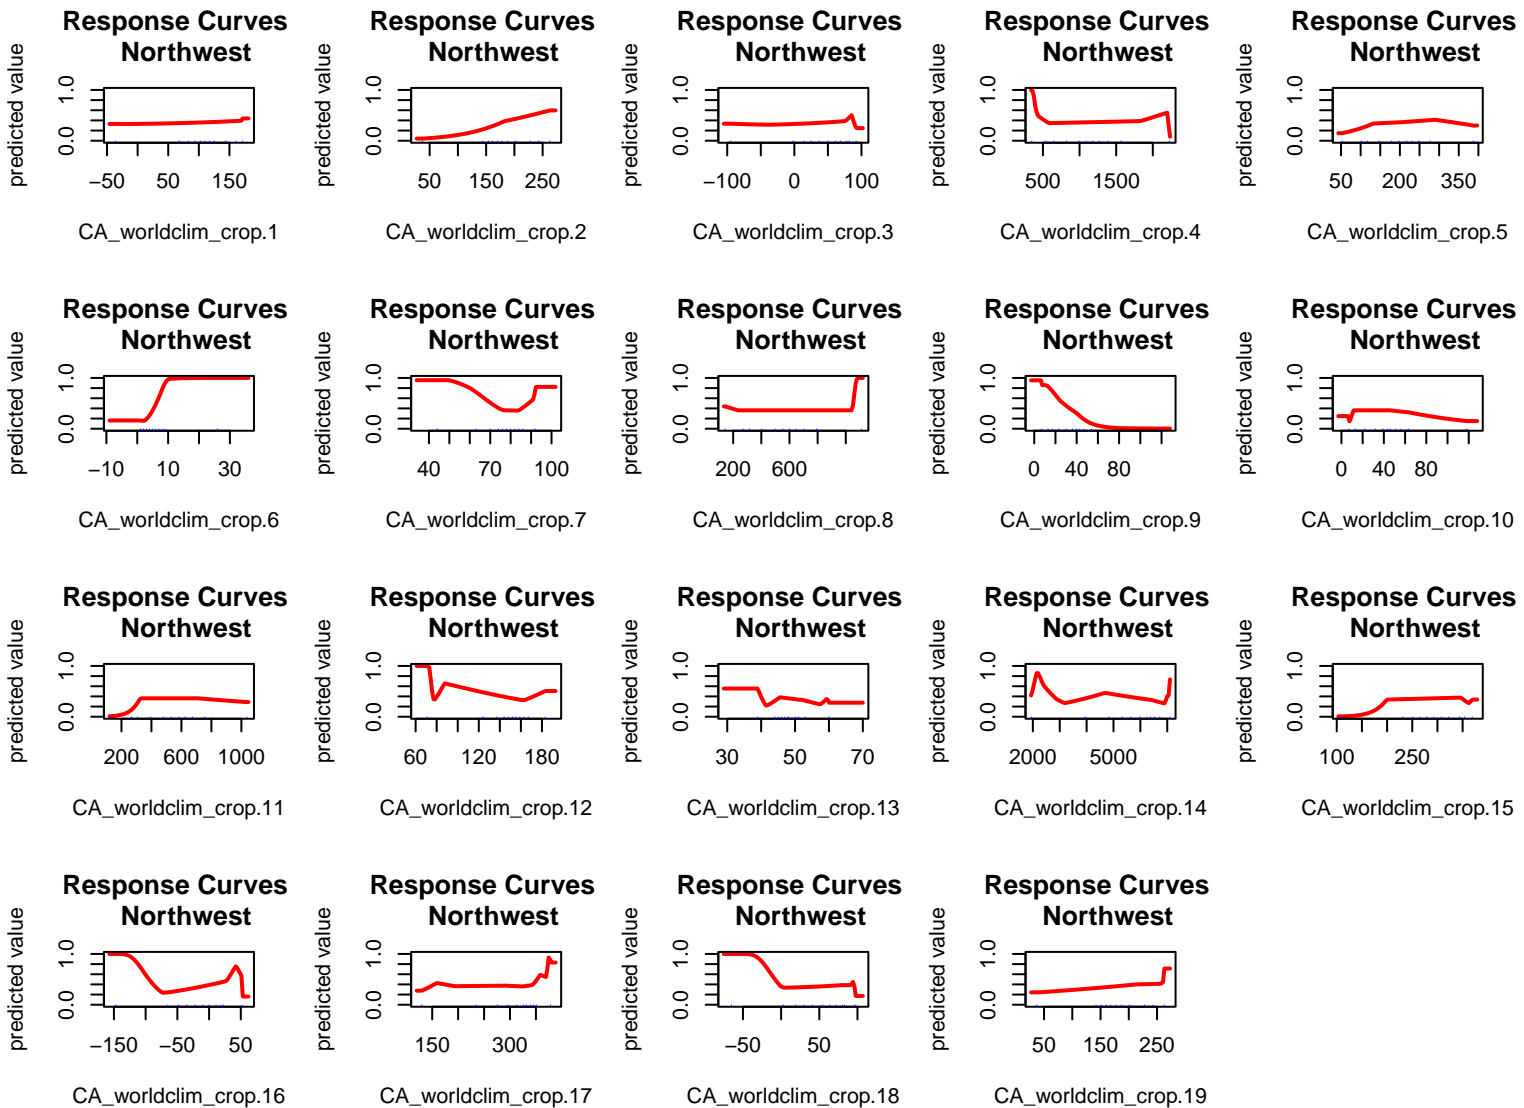 Response Curves
Northwest
predicted value
0.0 1.0
−50 50 150
CA_worldclim_crop.1
Response Curves
Northwest
predicted value
0.0 1.0
50 150 250
CA_worldclim_crop.2
Response Curves
Northwest
predicted value
0.0 1.0
−100 0 100
CA_worldclim_crop.3
Response Curves
Northwest
predicted value
0.0 1.0
500 1500
CA_worldclim_crop.4
Response Curves
Northwest
predicted value
0.0 1.0
50 200 350
CA_worldclim_crop.5
Response Curves
Northwest
predicted value
0.0 1.0
−10 10 30
CA_worldclim_crop.6
Response Curves
Northwest
predicted value
0.0 1.0
40 70 100
CA_worldclim_crop.7
Response Curves
Northwest
predicted value
0.0 1.0
200 600
CA_worldclim_crop.8
Response Curves
Northwest
predicted value
0.0 1.0
0 40 80
CA_worldclim_crop.9
Response Curves
Northwest
predicted value
0.0 1.0
0 40 80
CA_worldclim_crop.10
Response Curves
Northwest
predicted value
0.0 1.0
200 600 1000
CA_worldclim_crop.11
Response Curves
Northwest
predicted value
0.0 1.0
60 120 180
CA_worldclim_crop.12
Response Curves
Northwest
predicted value
0.0 1.0
30 50 70
CA_worldclim_crop.13
Response Curves
Northwest
predicted value
0.0 1.0
2000 5000
CA_worldclim_crop.14
Response Curves
Northwest
predicted value
0.0 1.0
100 250
CA_worldclim_crop.15
Response Curves
Northwest
predicted value
0.0 1.0
−150 −50 50
CA_worldclim_crop.16
Response Curves
Northwest
predicted value
0.0 1.0
150 300
CA_worldclim_crop.17
Response Curves
Northwest
predicted value
0.0 1.0
−50 50
CA_worldclim_crop.18
Response Curves
Northwest
predicted value
0.0 1.0
50 150 250
CA_worldclim_crop.19